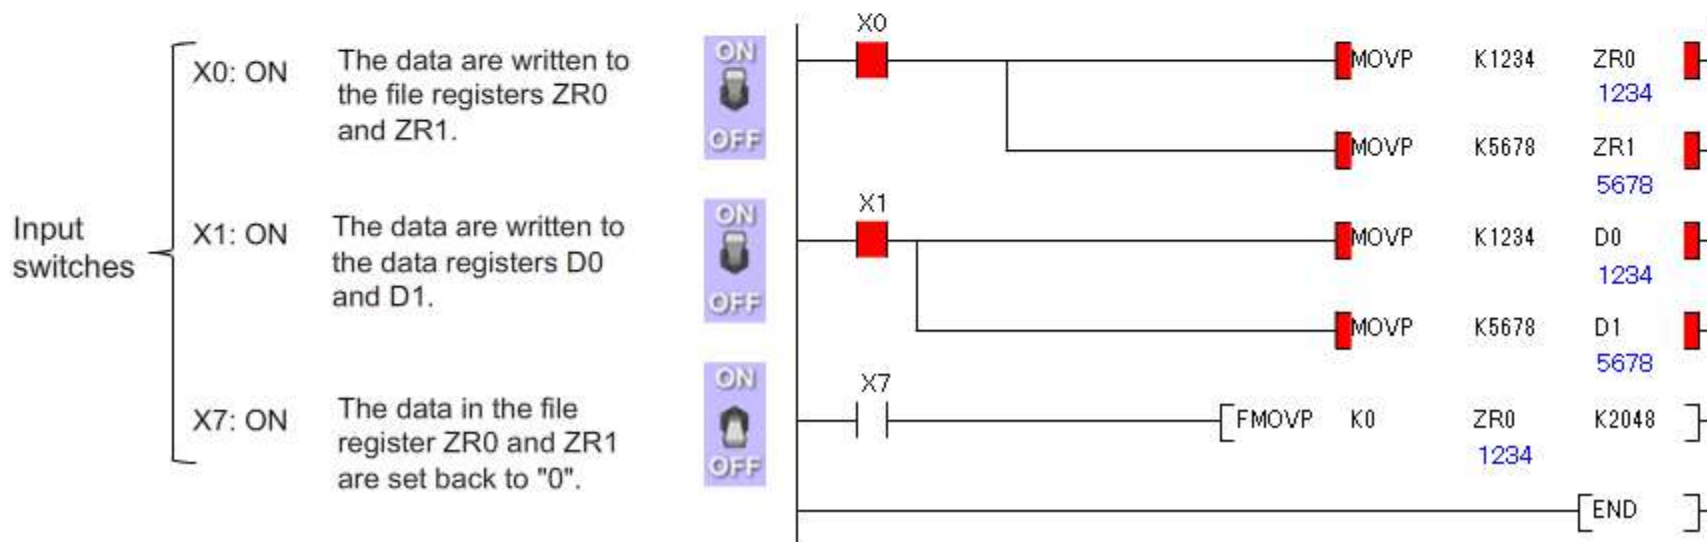 Input
switches
X0: ON
The data are written to
the file registers ZR0
and ZR1.
ON
OFF
X1: ON
The data are written to
the data registers D0
and D1.
ON
OFF
X7: ON
The data in the file
register ZR0 and ZR1
are set back to "0".
ON
OFF
X0
MOVP K1234 ZR0
1234
MOVP K5678 ZR1
5678
X1
MOVP K1234 D0
1234
MOVP K5678 D1
5678
X7
FMOVP K0 ZR0 K2048
1234
END